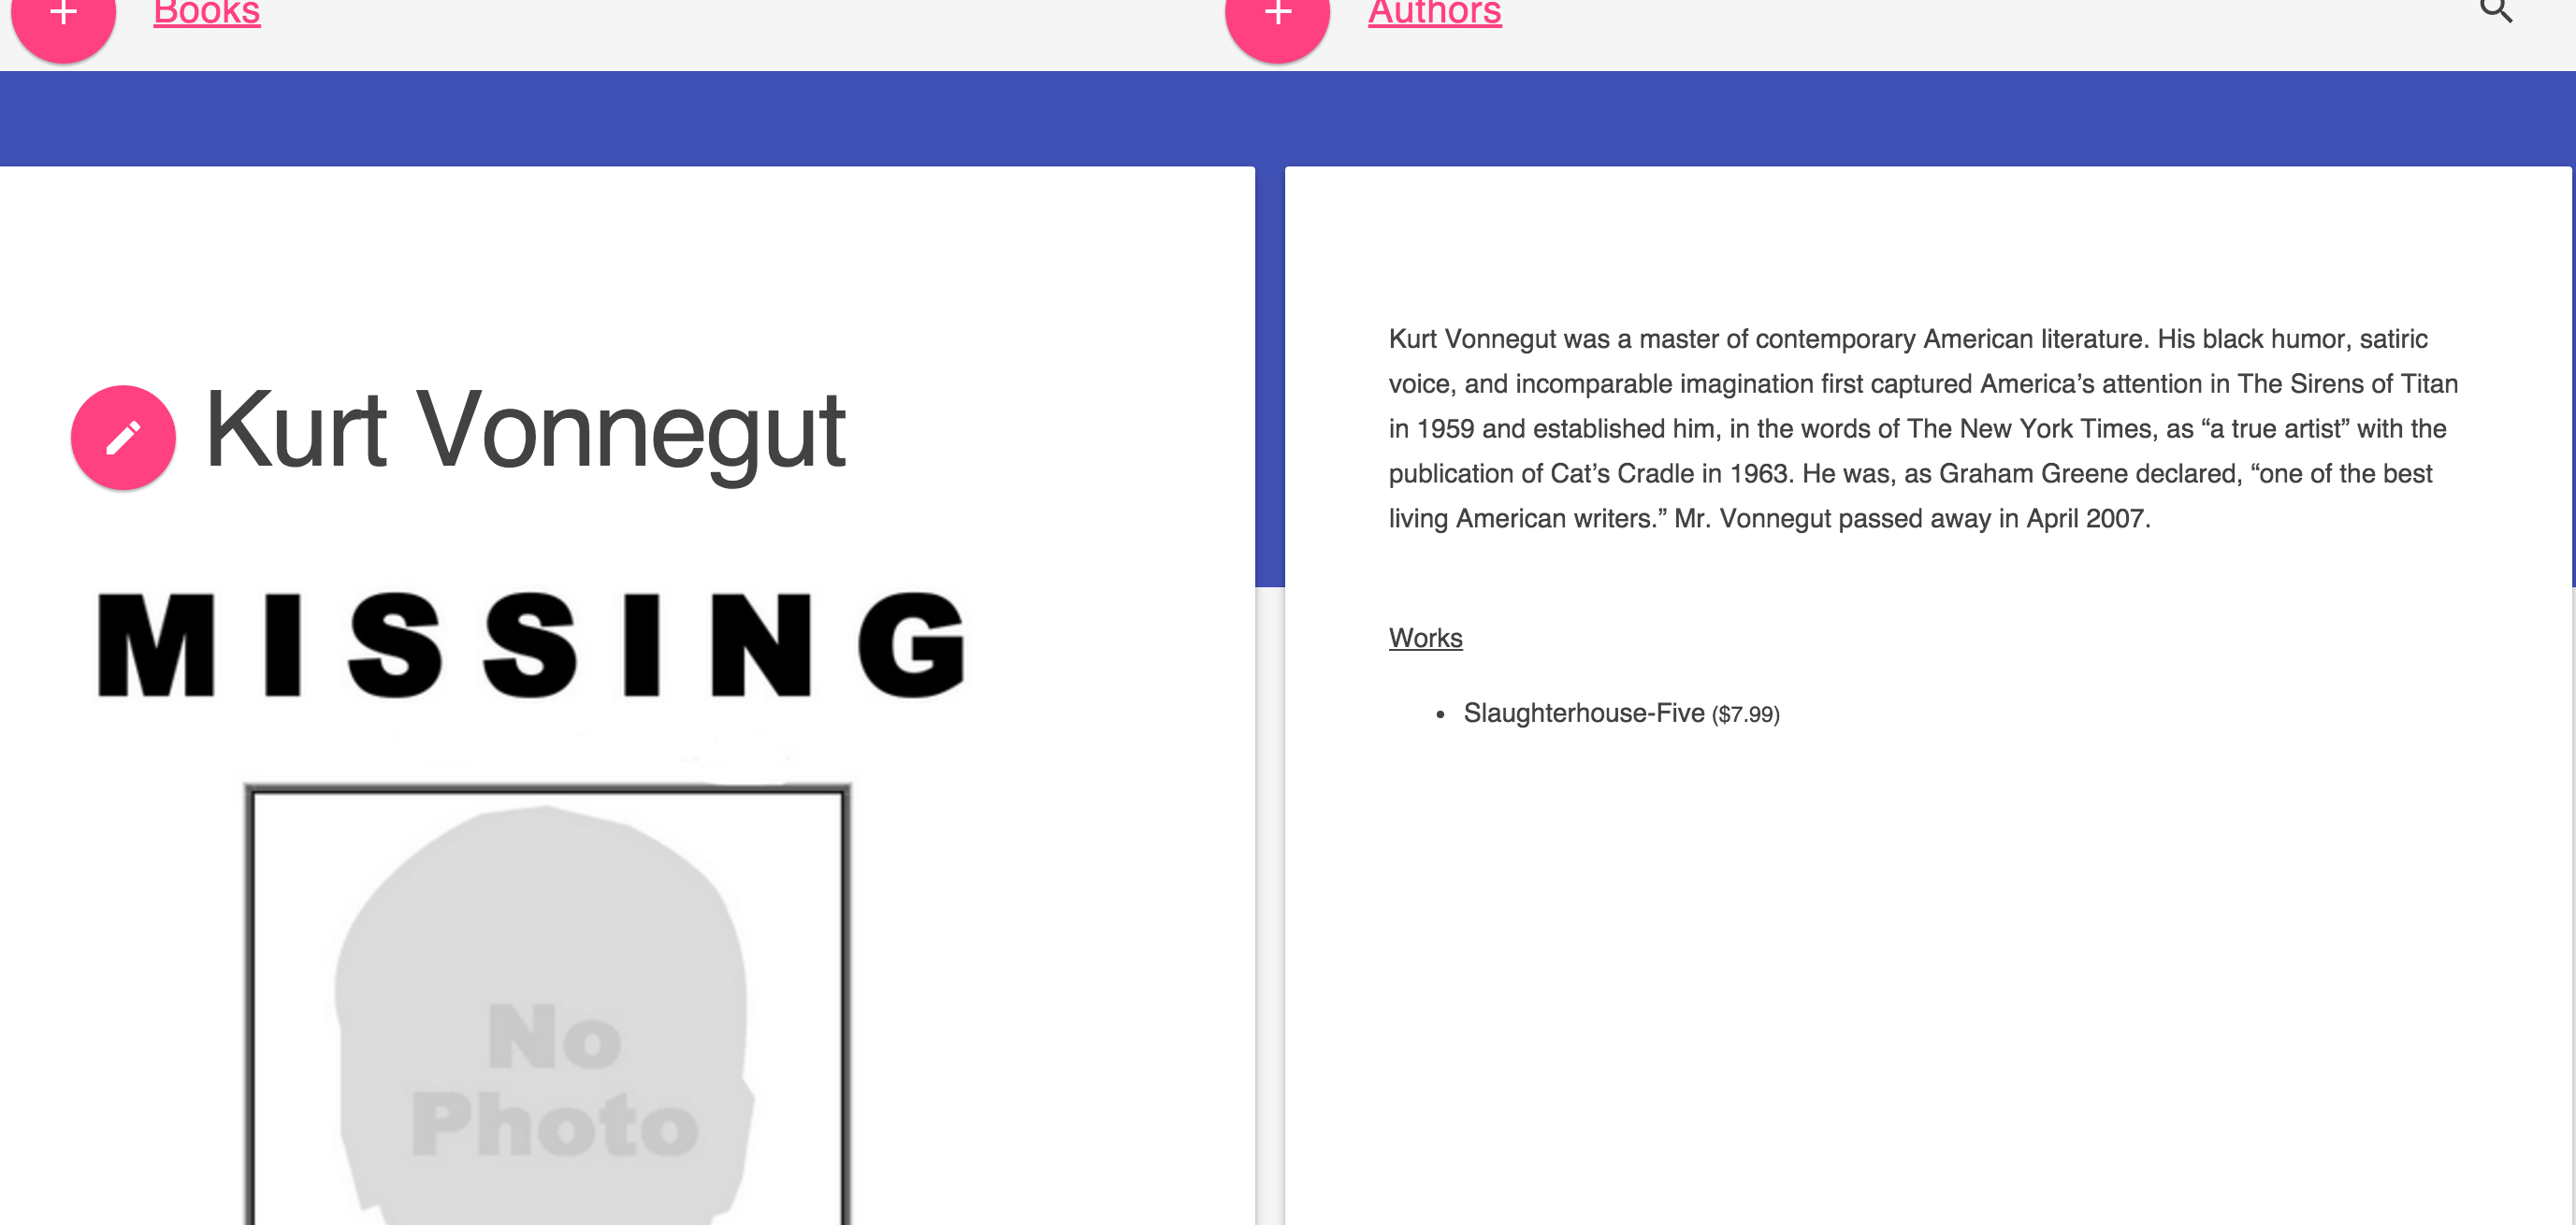 Books
Authors
Kurt Vonnegut
MISSING
No
Photo
Kurt Vonnegut was a master of contemporary American literature. His black humor, satiric
voice, and incomparable imagination first captured America’s attention in The Sirens of Titan
in 1959 and established him, in the words of The New York Times, as “a true artist” with the
publication of Cat’s Cradle in 1963. He was, as Graham Greene declared, “one of the best
living American writers.” Mr. Vonnegut passed away in April 2007.
Works
• Slaughterhouse-Five ($7.99)